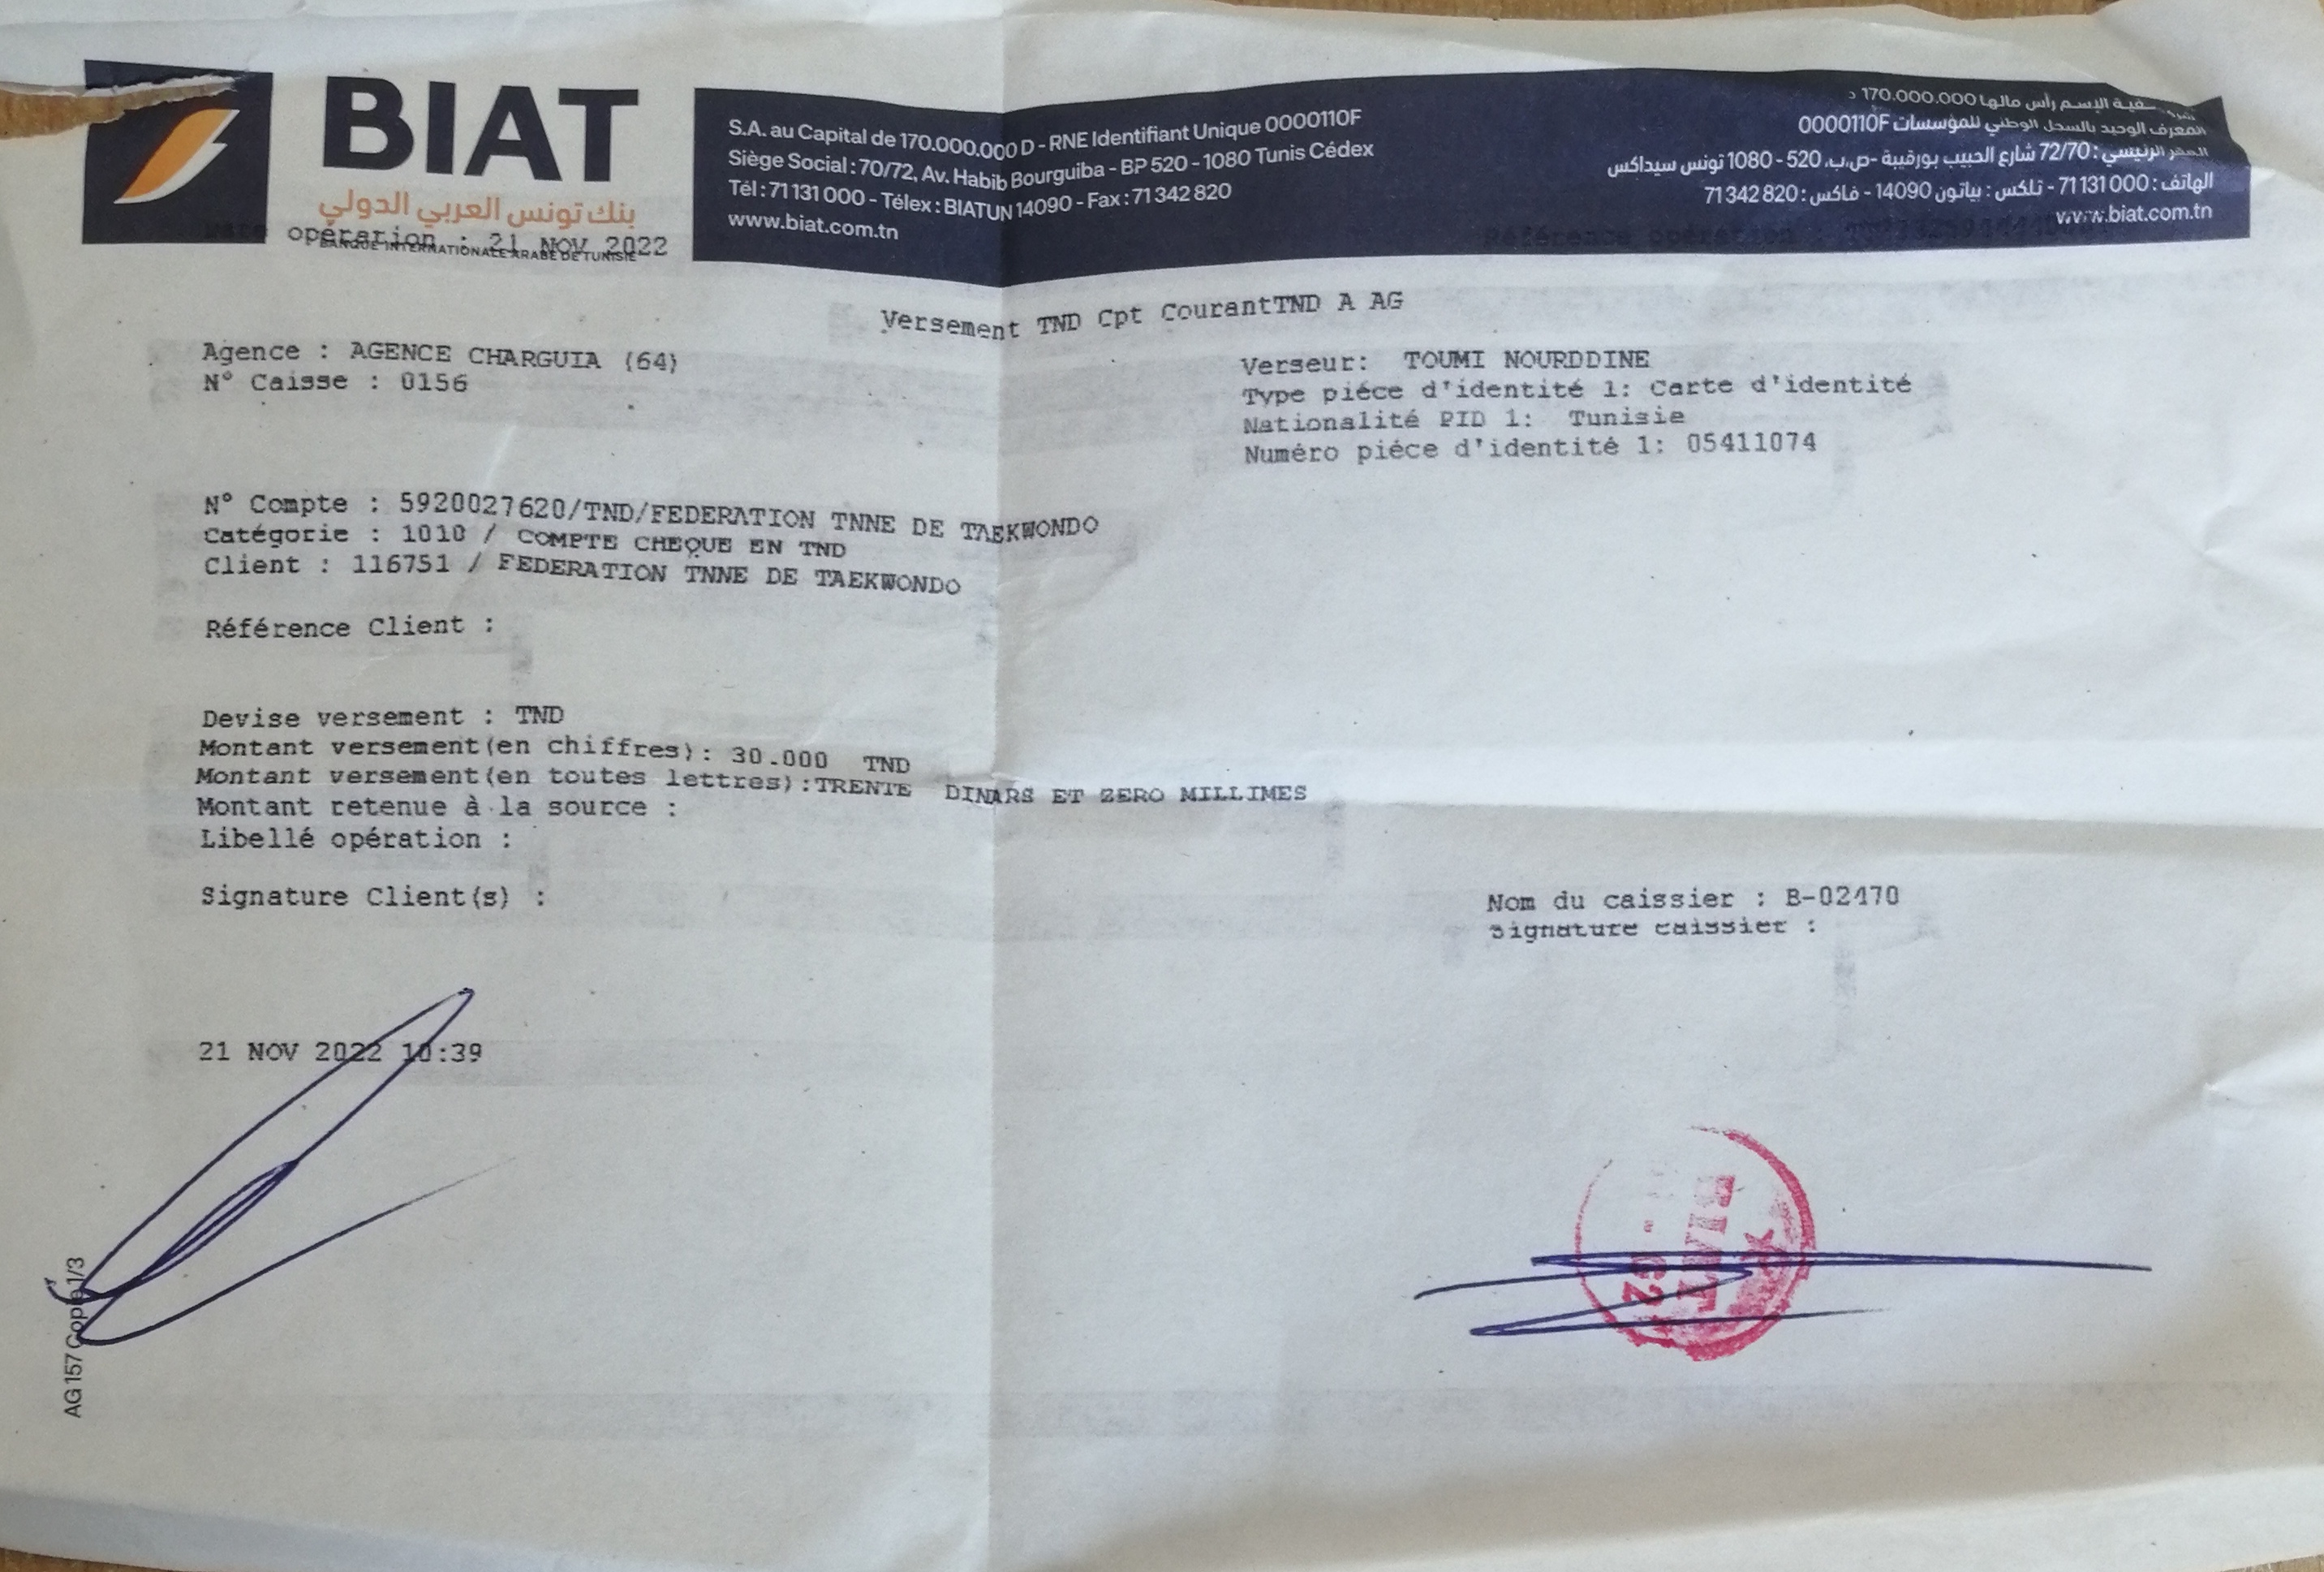 BIAT
بنك تونس العربي الدولي
BANQUE INTERNATIONALE ARABE DE TUNISIE
opération : 21 NOV 2022
S.A. au Capital de 170.000.000 D - RNE Identifiant Unique 0000110F
Siège Social : 70/72, Av. Habib Bourguiba - BP 520 - 1080 Tunis Cédex
Tél : 71 131 000 - Télex : BIATUN 14090 - Fax : 71 342 820
www.biat.com.tn
الإسم رأس مالها 170.000.000 د
المعرف الوحيد بالسجل الوطني للمؤسسات 0000110F
المقر الرئيسي : 72/70 شارع الحبيب بورقيبة -ص.ب. 520 - 1080 تونس سيداكس
الهاتف : 71 131 000 - تلكس : بياتون 14090 - فاكس : 71 342 820
www.biat.com.tn
Référence opération :
Versement TND Cpt CourantTND A AG
Agence : AGENCE CHARGUIA (64)
N° Caisse : 0156
Verseur: TOUMI NOURDDINE
Type piéce d'identité 1: Carte d'identité
Nationalité PID 1: Tunisie
Numéro piéce d'identité 1: 05411074
N° Compte : 5920027620/TND/FEDERATION TNNE DE TAEKWONDO
Catégorie : 1010 / COMPTE CHEQUE EN TND
Client : 116751 / FEDERATION TNNE DE TAEKWONDO
Référence Client :
Devise versement : TND
Montant versement(en chiffres): 30.000 TND
Montant versement(en toutes lettres):TRENTE DINARS ET ZERO MILLIMES
Montant retenue à la source :
Libellé opération :
Signature Client(s) :
Nom du caissier : B-02470
Signature caissier :
21 NOV 2022 10:39
BIAT
AG 157 Copie 1/3